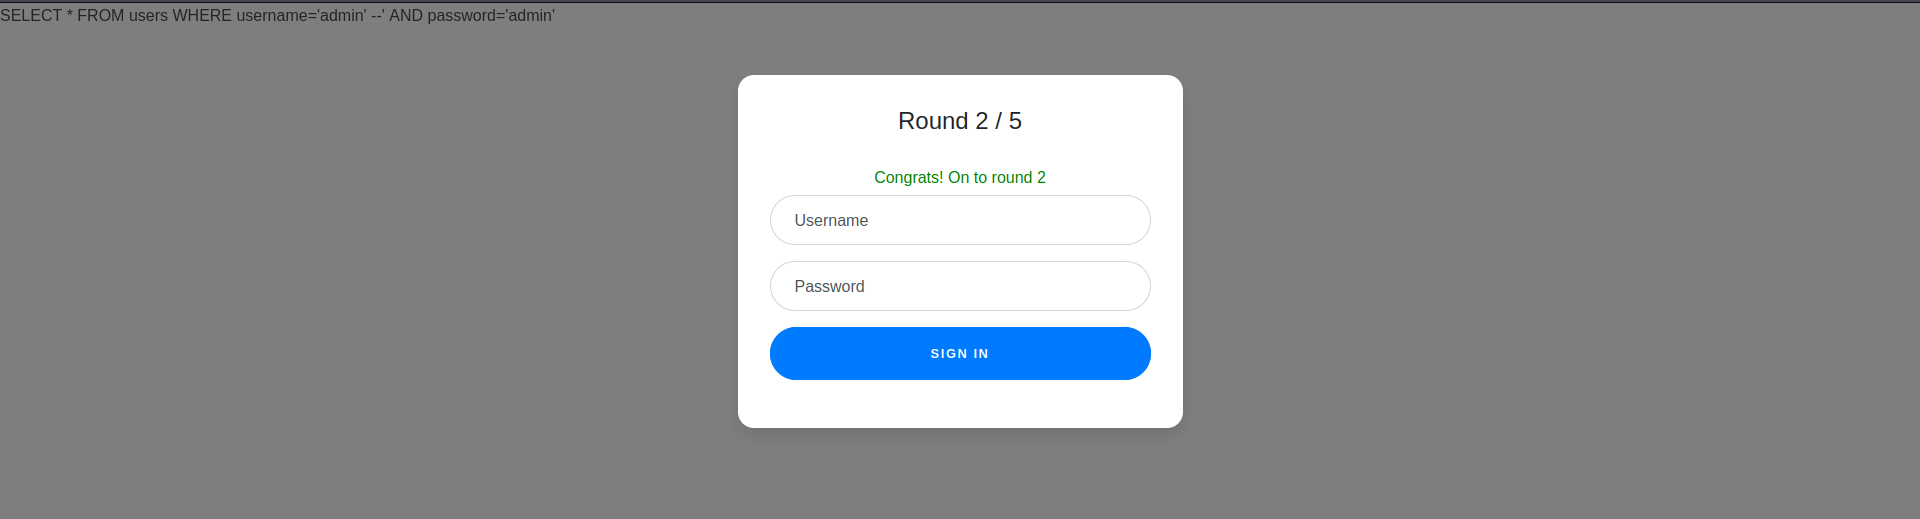 SELECT * FROM users WHERE username='admin' --' AND password='admin'
Round 2 / 5
Congrats! On to round 2
Username
Password
SIGN IN